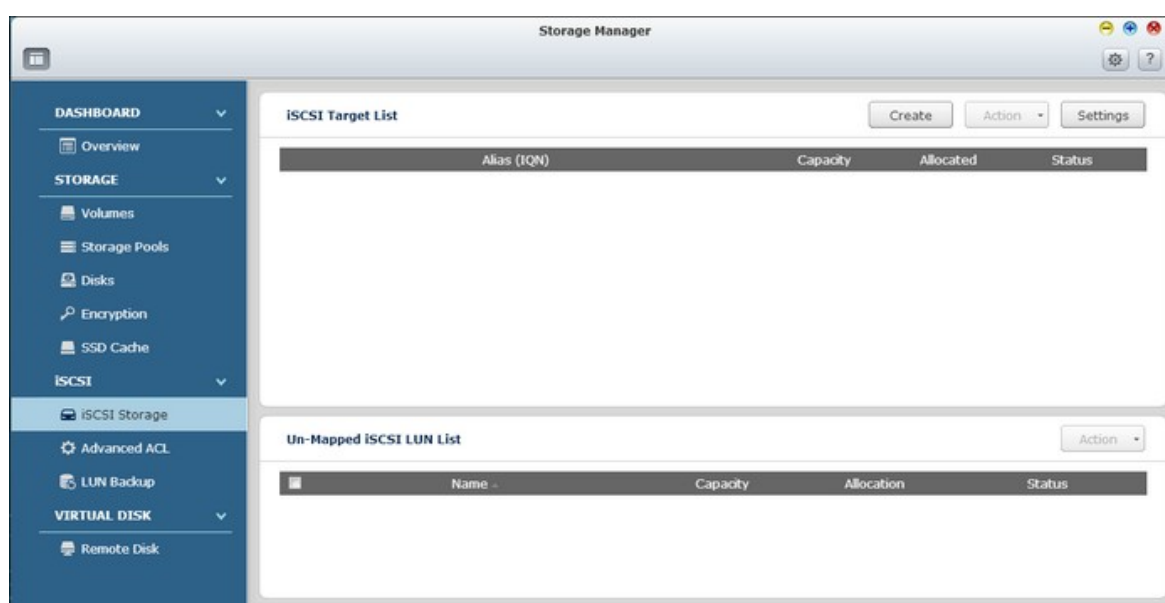 Storage Manager
?
DASHBOARD
Overview
STORAGE
Volumes
Storage Pools
Disks
Encryption
SSD Cache
iSCSI
iSCSI Storage
Advanced ACL
LUN Backup
VIRTUAL DISK
Remote Disk
iSCSI Target List Create Action Settings
Alias (IQN) Capacity Allocated Status
Un-Mapped iSCSI LUN List Action
Name Capacity Allocation Status